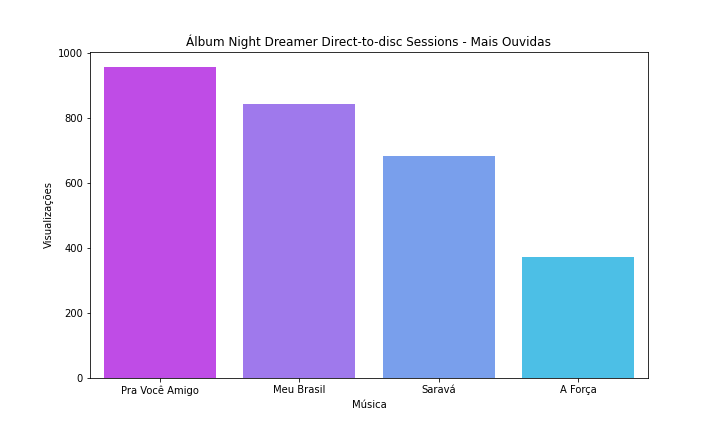 Álbum Night Dreamer Direct-to-disc Sessions - Mais Ouvidas
1000
800
600
400
200
0
Visualizações
Pra Você Amigo
Meu Brasil
Saravá
A Força
Música